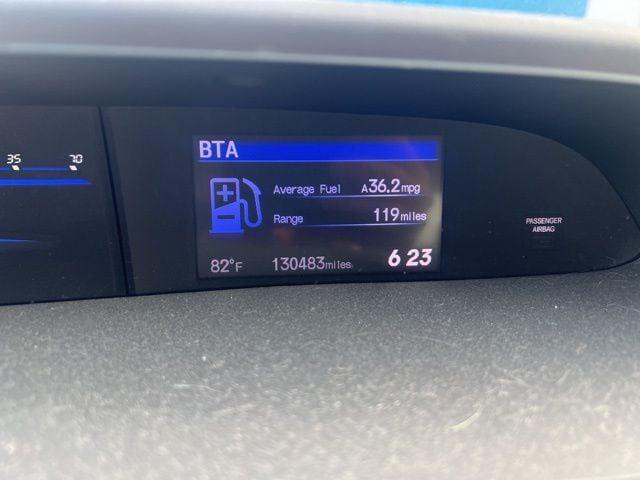 35 70
BTA
Average Fuel A36.2mpg
Range 119miles
82°F 130483miles 6 23
PASSENGER
AIRBAG